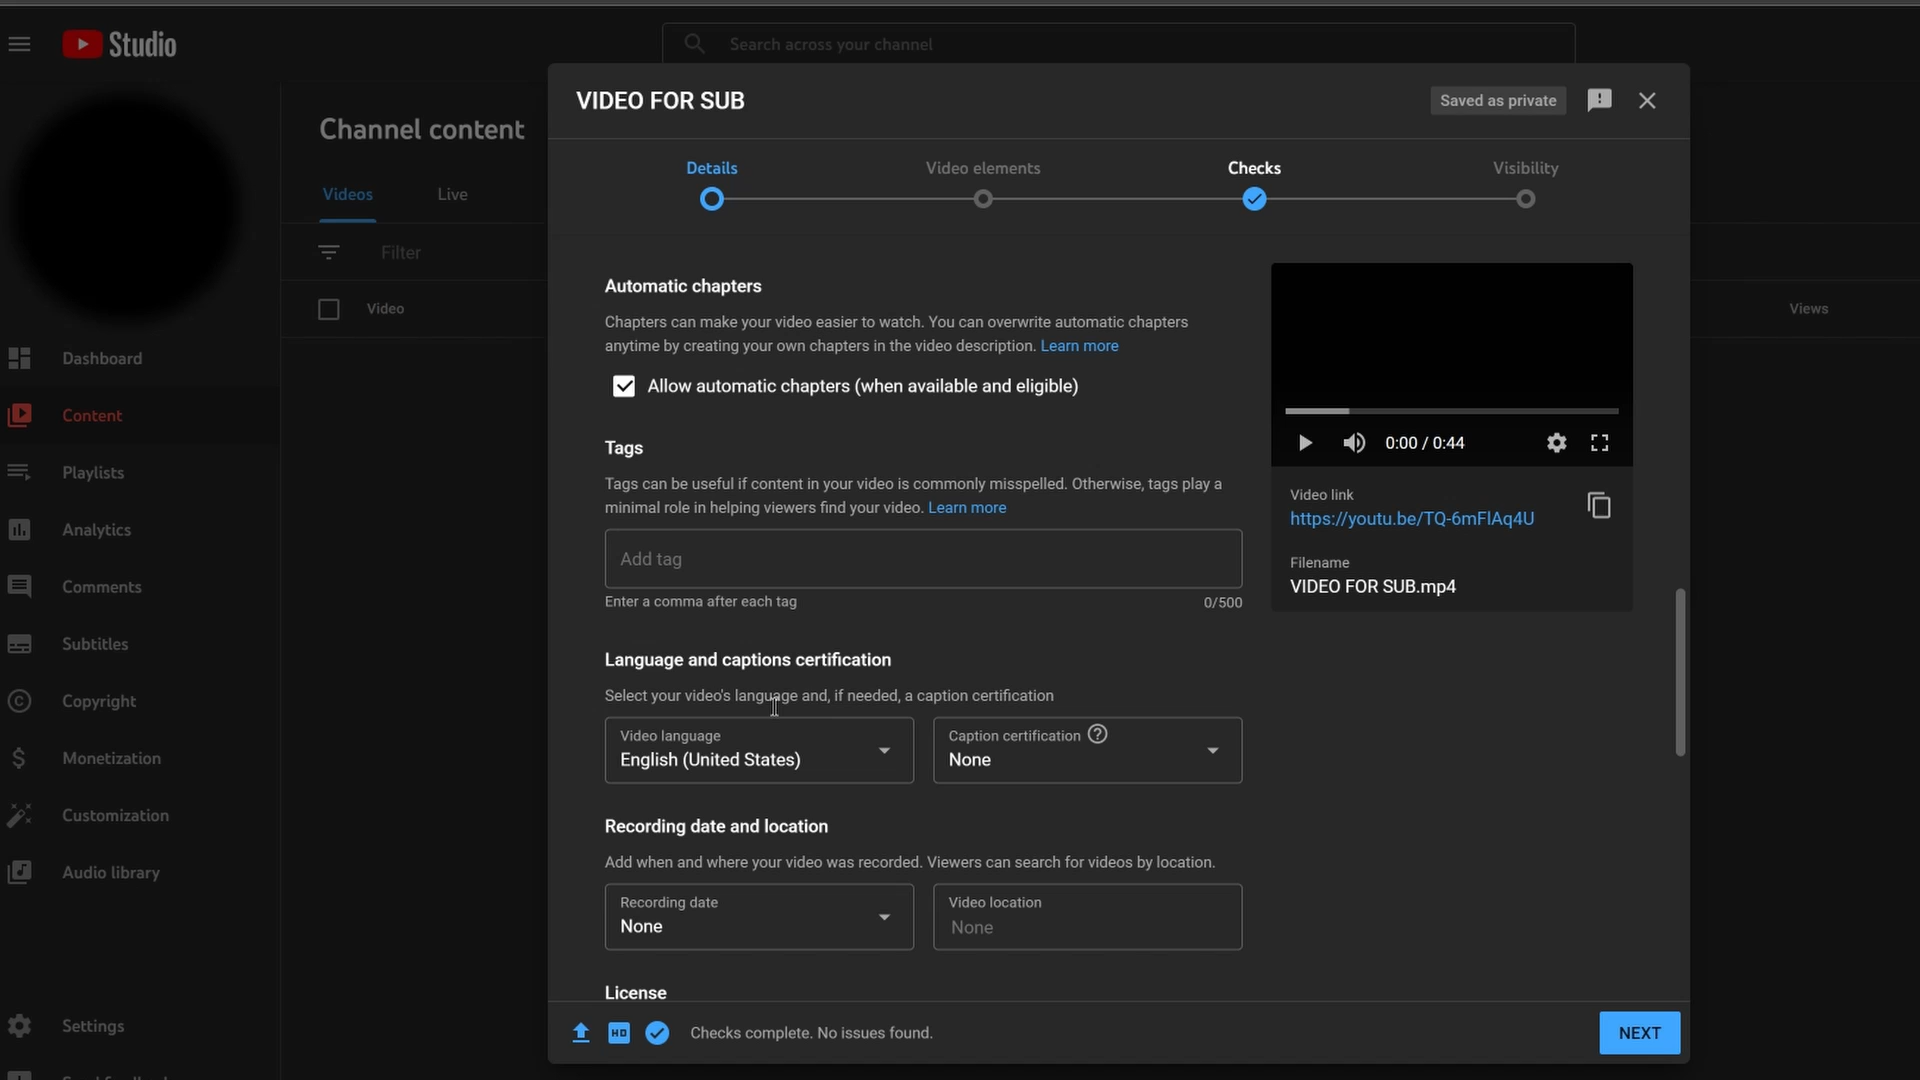 Studio
Search across your channel
VIDEO FOR SUB
Saved as private
Channel content
Details
Video elements
Checks
Visibility
Videos
Live
Filter
Video
Views
Dashboard
Content
Playlists
Analytics
Comments
Subtitles
Copyright
Monetization
Customization
Audio library
Settings
Automatic chapters
Chapters can make your video easier to watch. You can overwrite automatic chapters
anytime by creating your own chapters in the video description. Learn more
Allow automatic chapters (when available and eligible)
Tags
Tags can be useful if content in your video is commonly misspelled. Otherwise, tags play a
minimal role in helping viewers find your video. Learn more
Add tag
Enter a comma after each tag
0/500
Language and captions certification
Select your video's language and, if needed, a caption certification
Video language
English (United States)
Caption certification
None
Recording date and location
Add when and where your video was recorded. Viewers can search for videos by location.
Recording date
None
Video location
None
License
0:00 / 0:44
Video link
https://youtu.be/TQ-6mFlAq4U
Filename
VIDEO FOR SUB.mp4
HD
Checks complete. No issues found.
NEXT